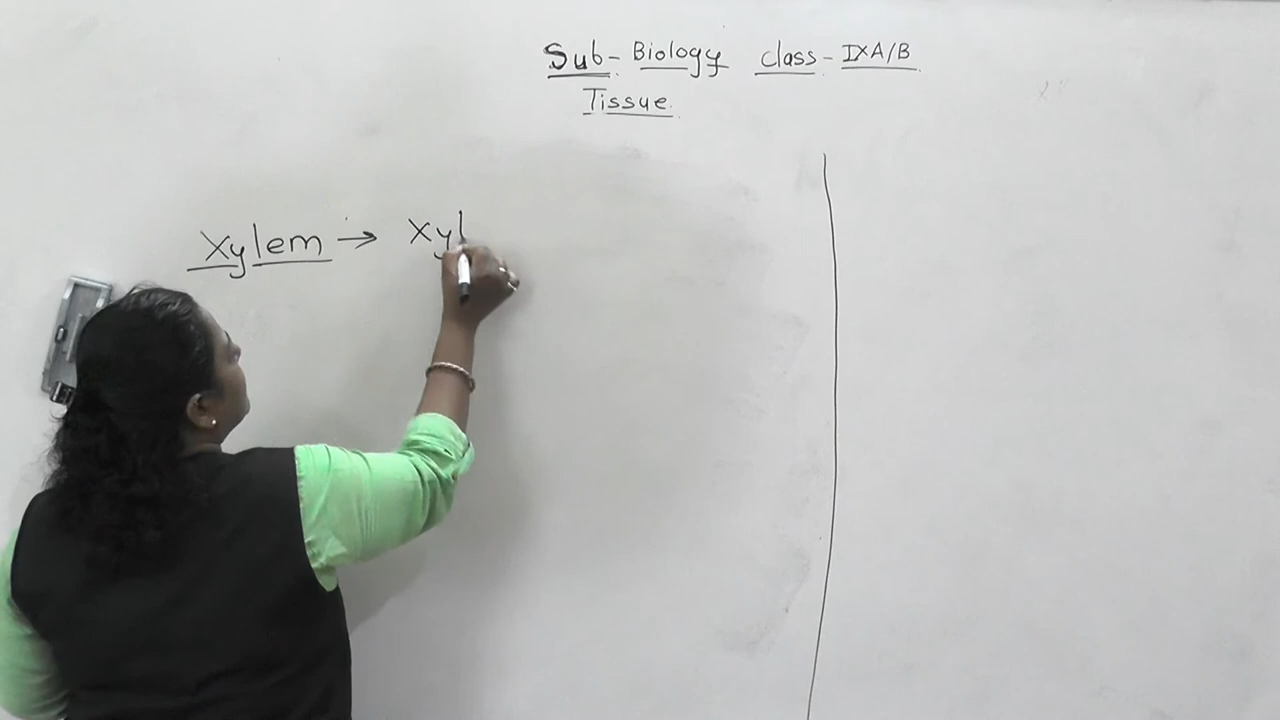 Sub- Biology class- IXA/B
Tissue.
Xylem → Xyl